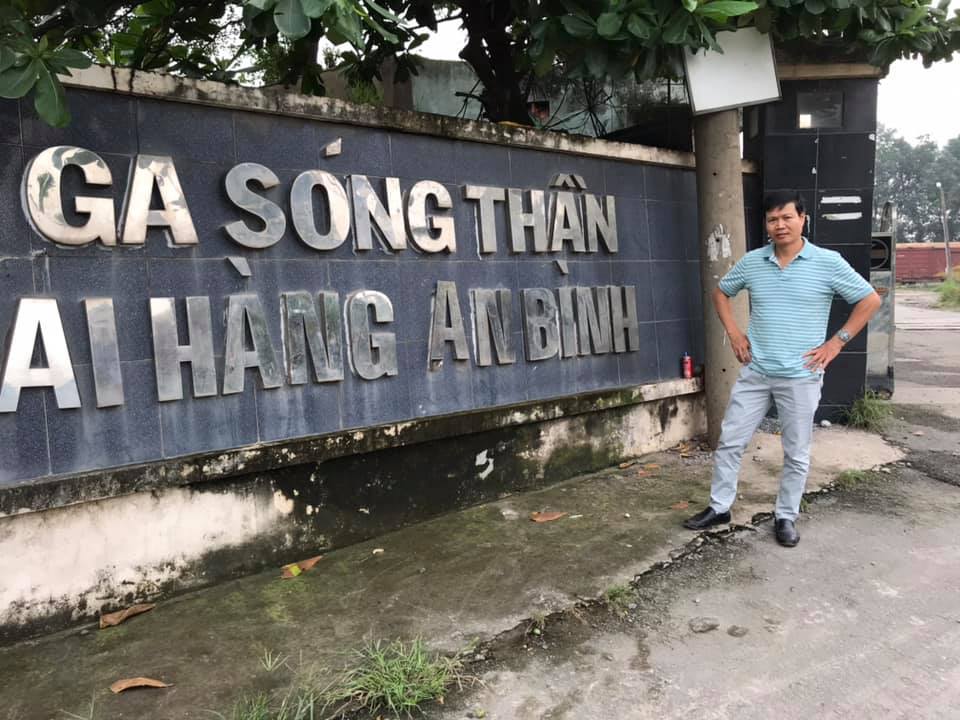 GA SÓNG THẦN
AI HÀNG AN BÌNH